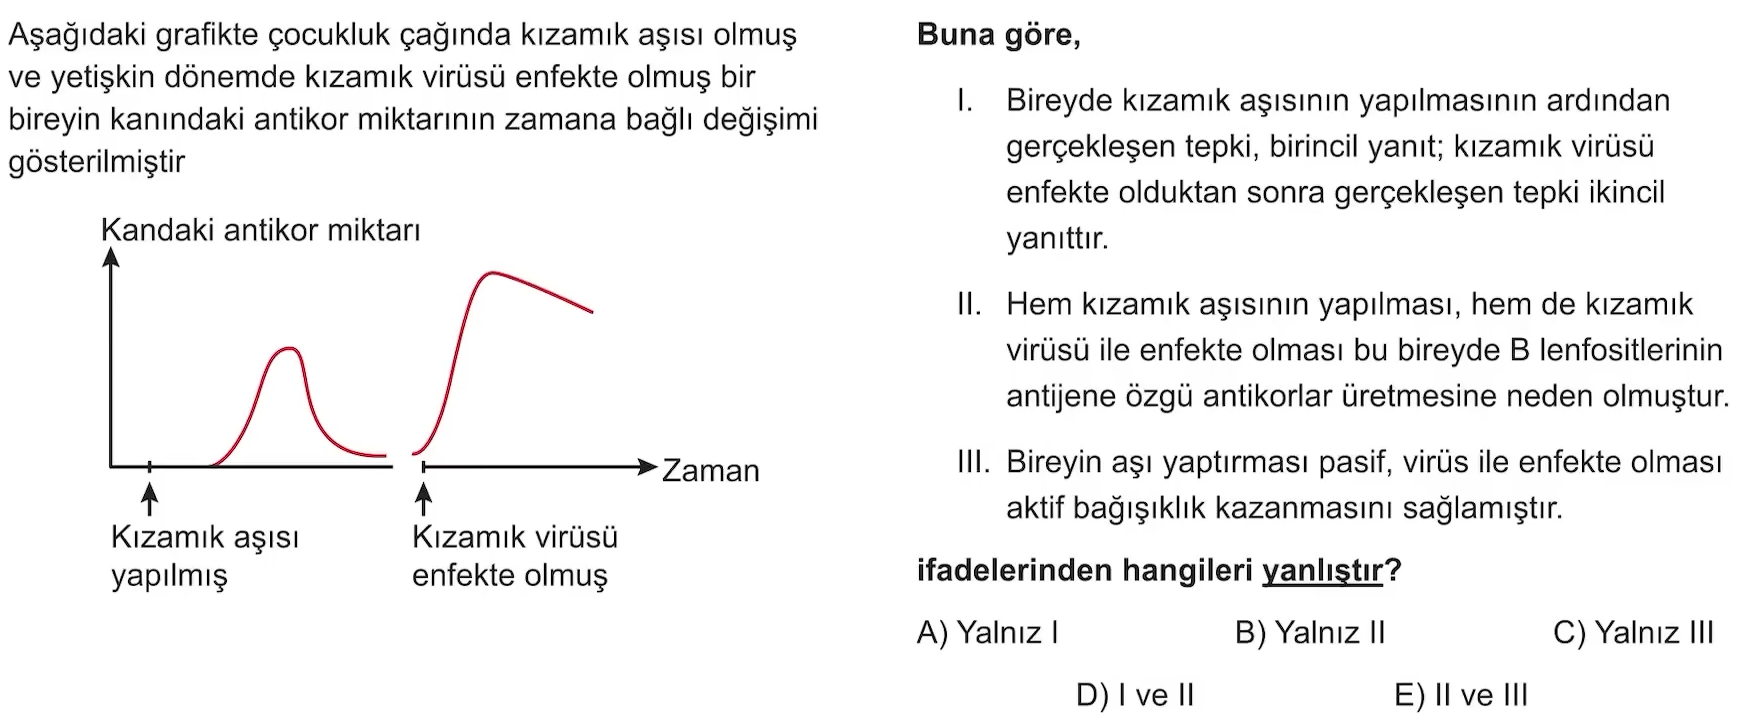 Aşağıdaki grafikte çocukluk çağında kızamık aşısı olmuş
ve yetişkin dönemde kızamık virüsü enfekte olmuş bir
bireyin kanındaki antikor miktarının zamana bağlı değişimi
gösterilmiştir
Kandaki antikor miktarı
Zaman
Kızamık aşısı
yapılmış
Kızamık virüsü
enfekte olmuş
Buna göre,
I. Bireyde kızamık aşısının yapılmasının ardından
gerçekleşen tepki, birincil yanıt; kızamık virüsü
enfekte olduktan sonra gerçekleşen tepki ikincil
yanıttır.
II. Hem kızamık aşısının yapılması, hem de kızamık
virüsü ile enfekte olması bu bireyde B lenfositlerinin
antijene özgü antikorlar üretmesine neden olmuştur.
III. Bireyin aşı yaptırması pasif, virüs ile enfekte olması
aktif bağışıklık kazanmasını sağlamıştır.
ifadelerinden hangileri yanlıştır?
A) Yalnız I B) Yalnız II C) Yalnız III
D) I ve II E) II ve III